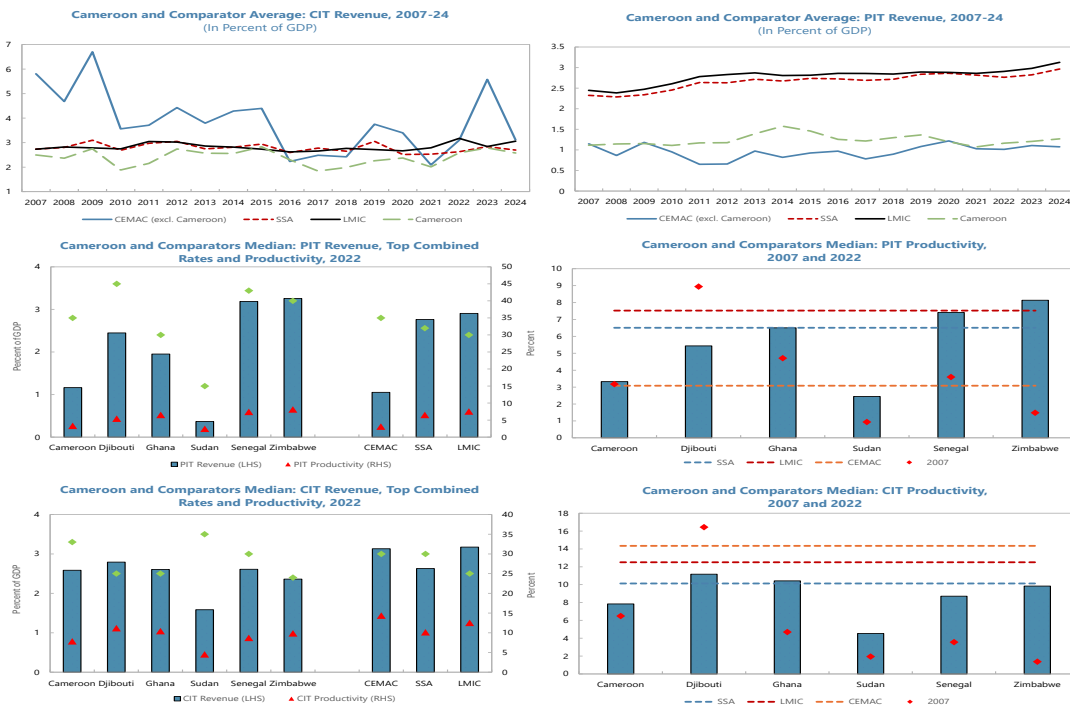 Cameroon and Comparator Average: CIT Revenue, 2007-24
(In Percent of GDP)
7
6
5
4
3
2
1
2007 2008 2009 2010 2011 2012 2013 2014 2015 2016 2017 2018 2019 2020 2021 2022 2023 2024
CEMAC (excl. Cameroon) SSA LMIC Cameroon
Cameroon and Comparator Average: PIT Revenue, 2007-24
(In Percent of GDP)
3.5
3
2.5
2
1.5
1
0.5
0
2007 2008 2009 2010 2011 2012 2013 2014 2015 2016 2017 2018 2019 2020 2021 2022 2023 2024
CEMAC (excl. Cameroon) SSA LMIC Cameroon
Cameroon and Comparators Median: PIT Revenue, Top Combined
Rates and Productivity, 2022
Percent of GDP
4
3
2
1
0
50
45
40
35
30
25
20
15
10
5
0
Percent
Cameroon Djibouti Ghana Sudan Senegal Zimbabwe CEMAC SSA LMIC
PIT Revenue (LHS) PIT Productivity (RHS)
Cameroon and Comparators Median: PIT Productivity,
2007 and 2022
10
9
8
7
6
5
4
3
2
1
0
Cameroon Djibouti Ghana Sudan Senegal Zimbabwe
SSA LMIC CEMAC 2007
Cameroon and Comparators Median: CIT Revenue, Top Combined
Rates and Productivity, 2022
Percent of GDP
4
3
2
1
0
40
35
30
25
20
15
10
5
0
Percent
Cameroon Djibouti Ghana Sudan Senegal Zimbabwe CEMAC SSA LMIC
CIT Revenue (LHS) CIT Productivity (RHS)
Cameroon and Comparators Median: CIT Productivity,
2007 and 2022
18
16
14
12
10
8
6
4
2
0
Cameroon Djibouti Ghana Sudan Senegal Zimbabwe
SSA LMIC CEMAC 2007